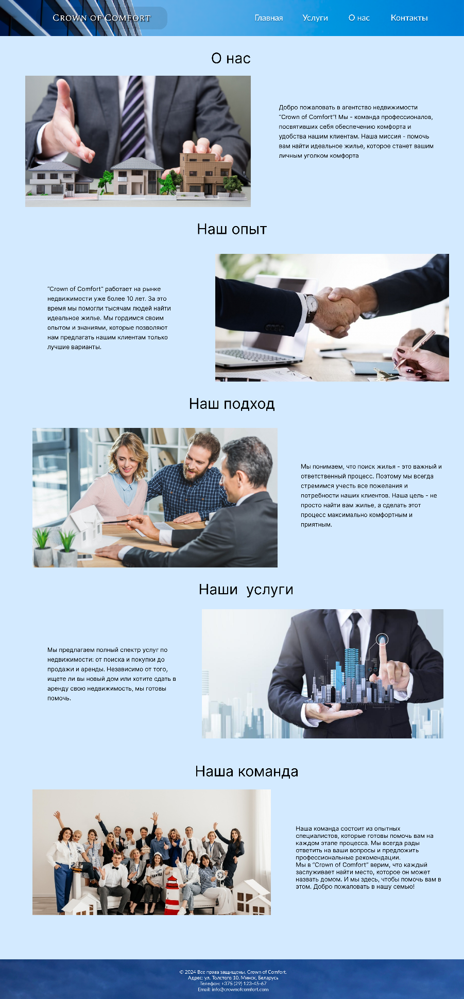 CROWN OF COMFORT
Главная Услуги О нас Контакты
О нас
Добро пожаловать в агентство недвижимости
“Crown of Comfort”! Мы - команда профессионалов,
посвятивших себя обеспечению комфорта и
удобства нашим клиентам. Наша миссия - помочь
вам найти идеальное жилье, которое станет вашим
личным уголком комфорта
Наш опыт
“Crown of Comfort” работает на рынке
недвижимости уже более 10 лет. За это
время мы помогли тысячам людей найти
идеальное жилье. Мы гордимся своим
опытом и знаниями, которые позволяют
нам предлагать нашим клиентам только
лучшие варианты.
Наш подход
Мы понимаем, что поиск жилья - это важный и
ответственный процесс. Поэтому мы всегда
стремимся учесть все пожелания и
потребности наших клиентов. Наша цель - не
просто найти вам жилье, а сделать этот
процесс максимально комфортным и
приятным.
Наши услуги
Мы предлагаем полный спектр услуг по
недвижимости: от поиска и покупки до
продажи и аренды. Независимо от того,
ищете ли вы новый дом или хотите сдать в
аренду свою недвижимость, мы готовы
помочь.
Наша команда
Наша команда состоит из опытных
специалистов, которые готовы помочь вам на
каждом этапе процесса. Мы всегда рады
ответить на ваши вопросы и предложить
профессиональные рекомендации.
Мы в “Crown of Comfort” верим, что каждый
заслуживает найти место, которое он может
назвать домом. И мы здесь, чтобы помочь вам в
этом. Добро пожаловать в нашу семью!
© 2024 Все права защищены. Crown of Comfort.
Адрес: ул. Толстого 10, Минск, Беларусь
Телефон: +375 (29) 123-45-67
Email: info@crownofcomfort.com